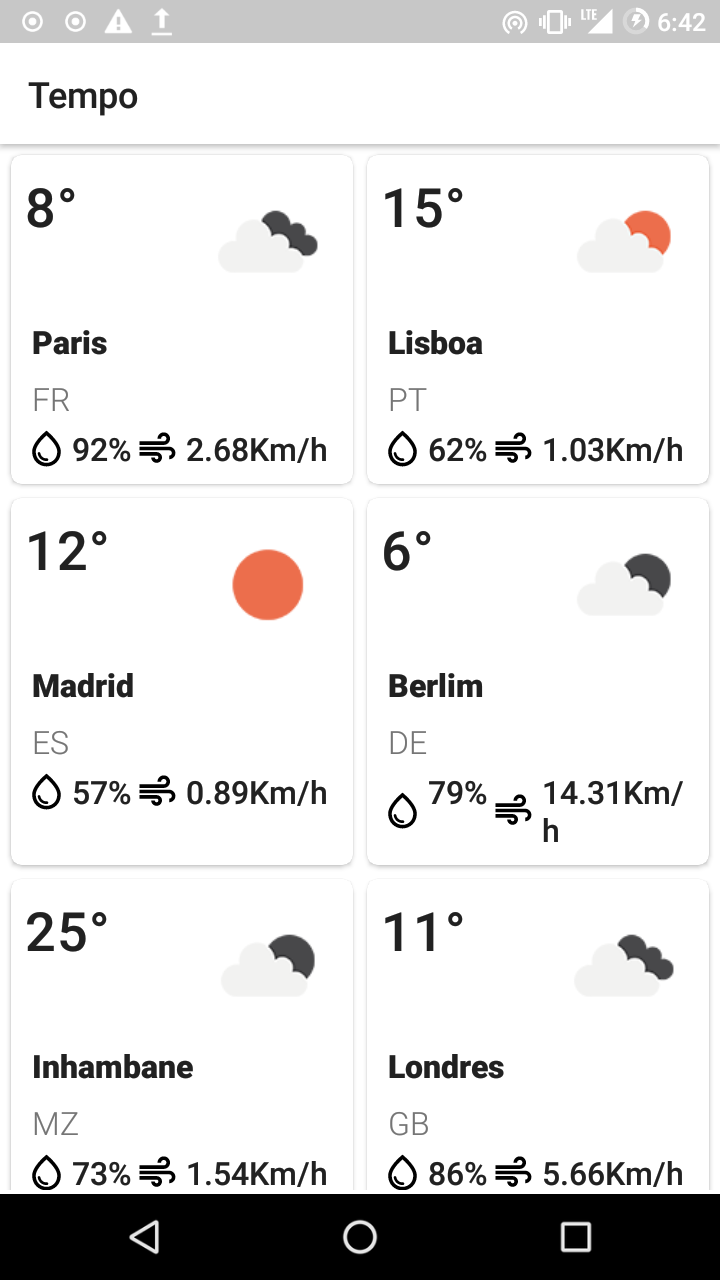 LTE 6:42
Tempo
8°
Paris
FR
92% 2.68Km/h
15°
Lisboa
PT
62% 1.03Km/h
12°
Madrid
ES
57% 0.89Km/h
6°
Berlim
DE
79% 14.31Km/
h
25°
Inhambane
MZ
73% 1.54Km/h
11°
Londres
GB
86% 5.66Km/h